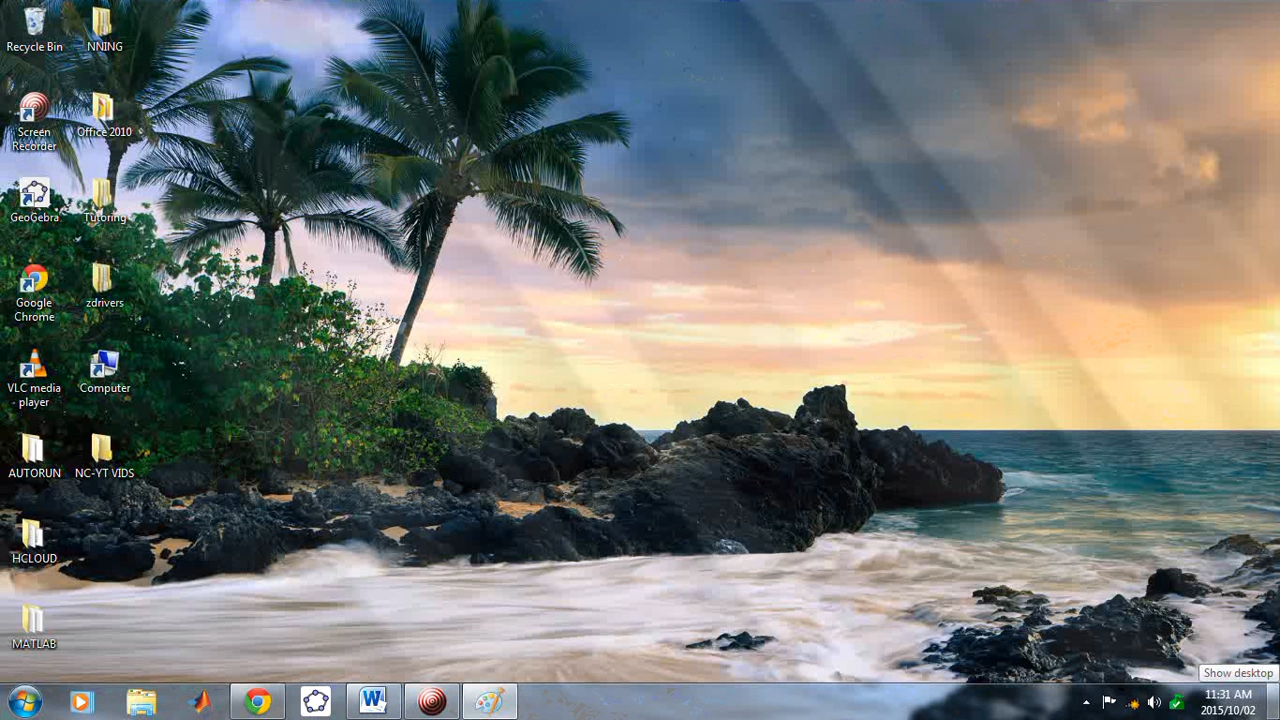 Recycle Bin
NNING
Screen
Recorder
Office 2010
GeoGebra
Tutoring
Google
Chrome
zdrivers
VLC media
player
Computer
AUTORUN
NC-YT VIDS
HCLOUD
MATLAB
Show desktop
11:31 AM
2015/10/02